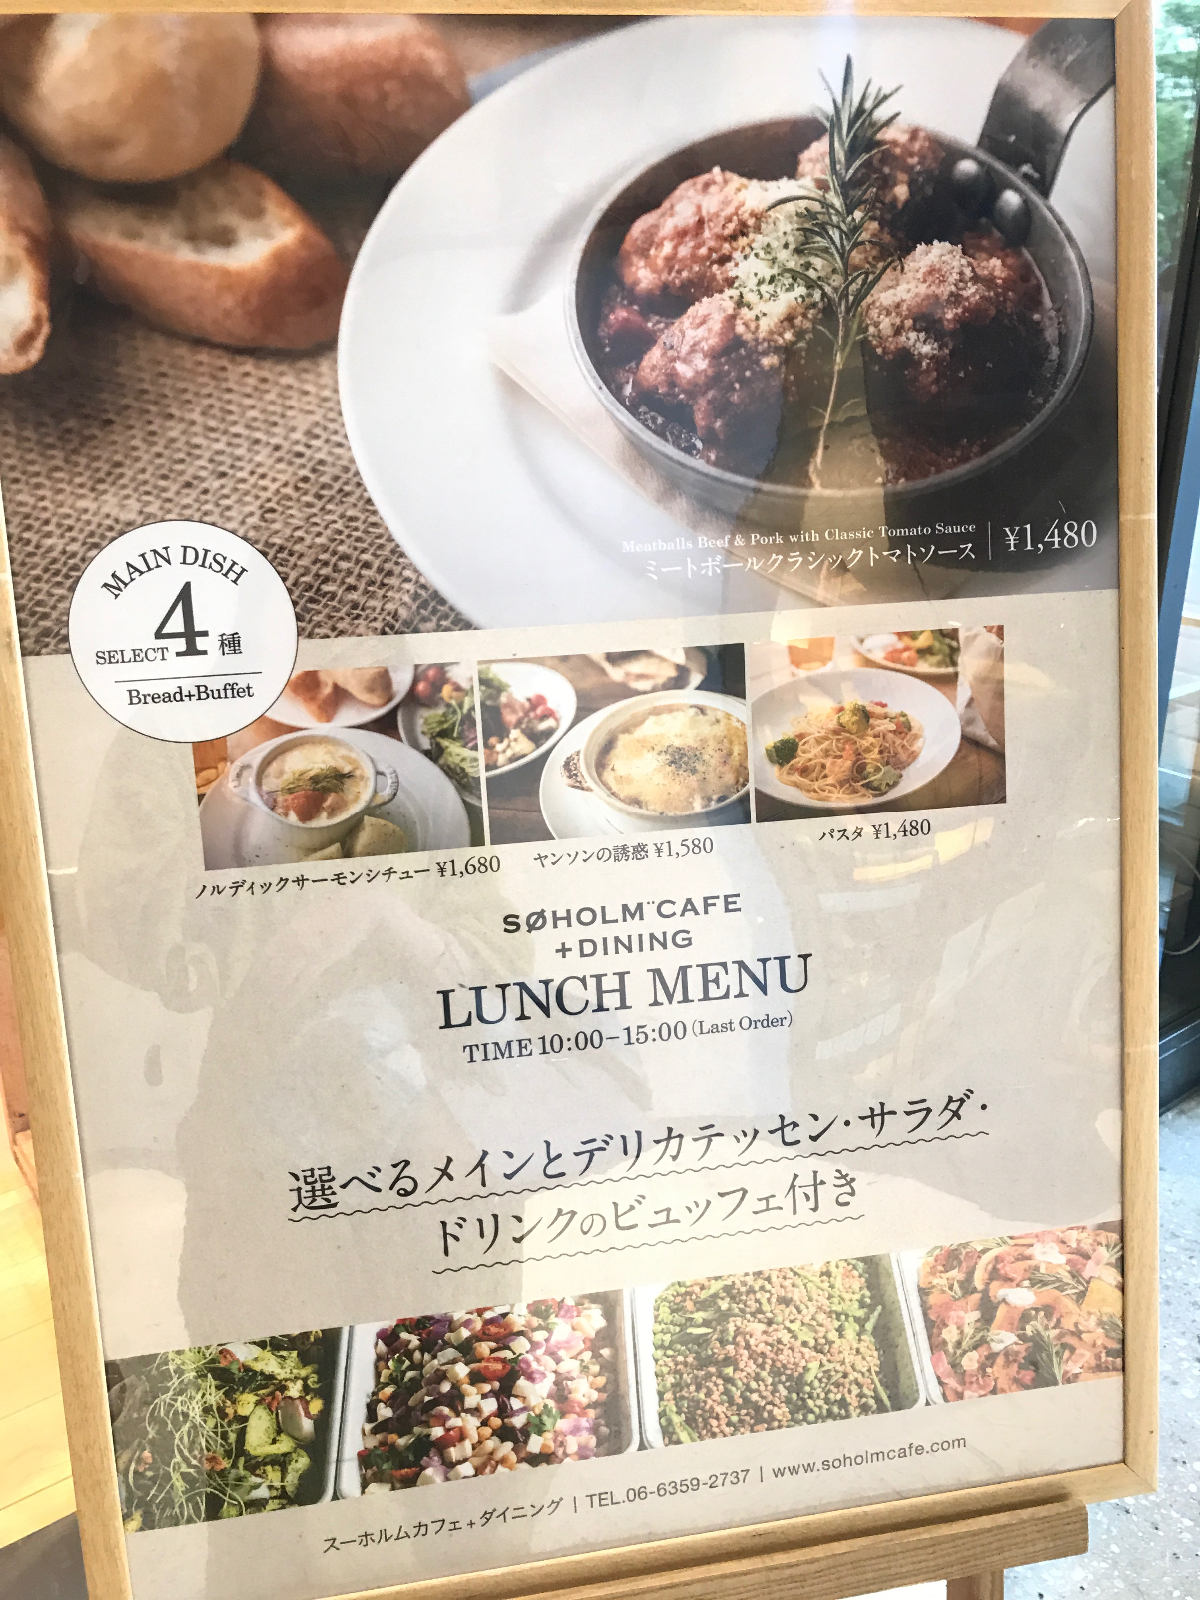 Meatballs Beef & Pork with Classic Tomato Sauce
ミートボールクラシックトマトソース ¥1,480
MAIN DISH
SELECT 4 種
Bread+Buffet
ノルディックサーモンシチュー ¥1,680
ヤンソンの誘惑 ¥1,580
パスタ ¥1,480
SØHOLM¨CAFE
+DINING
LUNCH MENU
TIME 10:00–15:00 (Last Order)
選べるメインとデリカテッセン・サラダ・
ドリンクのビュッフェ付き
スーホルムカフェ+ダイニング | TEL.06-6359-2737 | www.soholmcafe.com